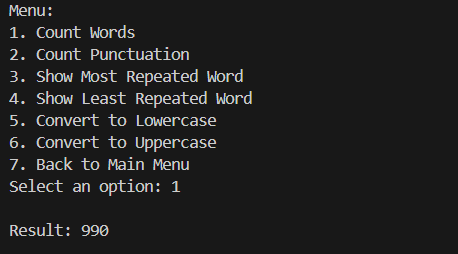 Menu:
1. Count Words
2. Count Punctuation
3. Show Most Repeated Word
4. Show Least Repeated Word
5. Convert to Lowercase
6. Convert to Uppercase
7. Back to Main Menu
Select an option: 1
Result: 990